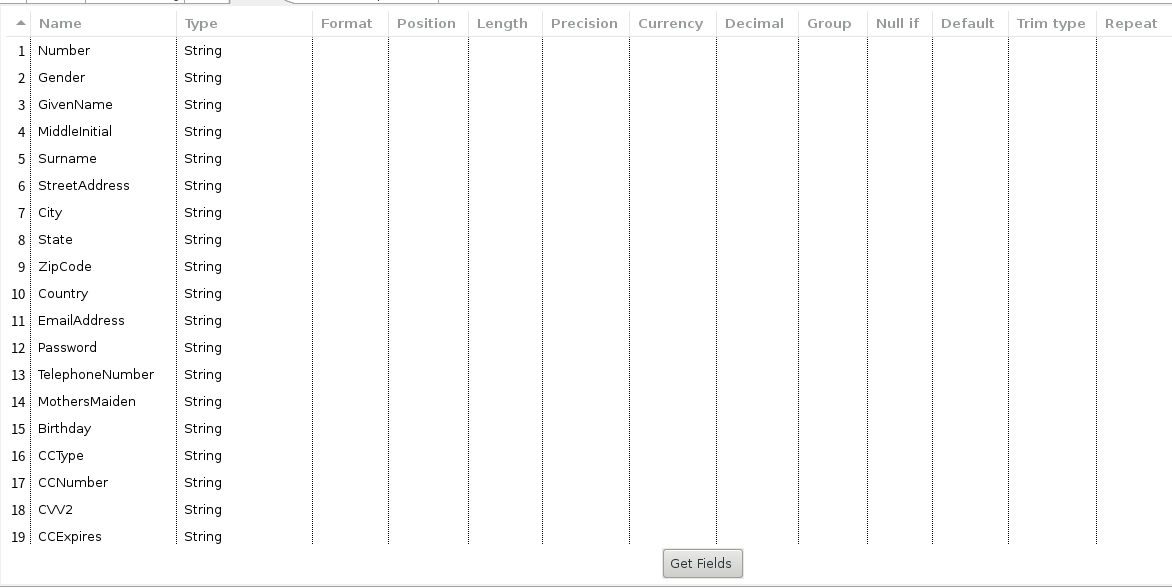 Name Type Format Position Length Precision Currency Decimal Group Null if Default Trim type Repeat
1 Number String
2 Gender String
3 GivenName String
4 MiddleInitial String
5 Surname String
6 StreetAddress String
7 City String
8 State String
9 ZipCode String
10 Country String
11 EmailAddress String
12 Password String
13 TelephoneNumber String
14 MothersMaiden String
15 Birthday String
16 CCType String
17 CCNumber String
18 CVV2 String
19 CCExpires String
Get Fields